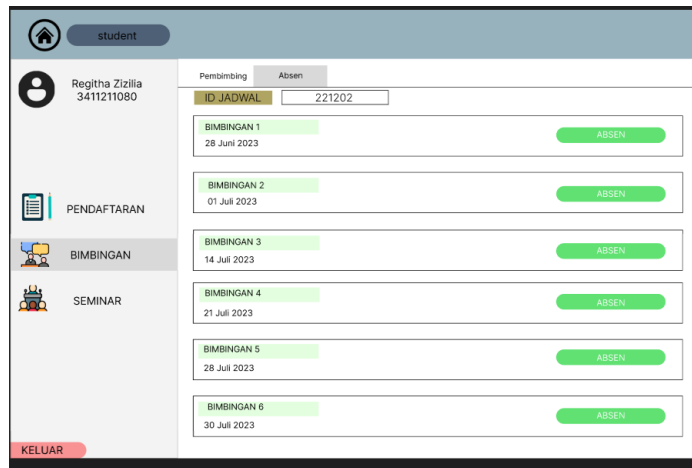 student
Regitha Zizilia
3411211080
PENDAFTARAN
BIMBINGAN
SEMINAR
KELUAR
Pembimbing Absen
ID JADWAL 221202
BIMBINGAN 1
28 Juni 2023
ABSEN
BIMBINGAN 2
01 Juli 2023
ABSEN
BIMBINGAN 3
14 Juli 2023
ABSEN
BIMBINGAN 4
21 Juli 2023
ABSEN
BIMBINGAN 5
28 Juli 2023
ABSEN
BIMBINGAN 6
30 Juli 2023
ABSEN